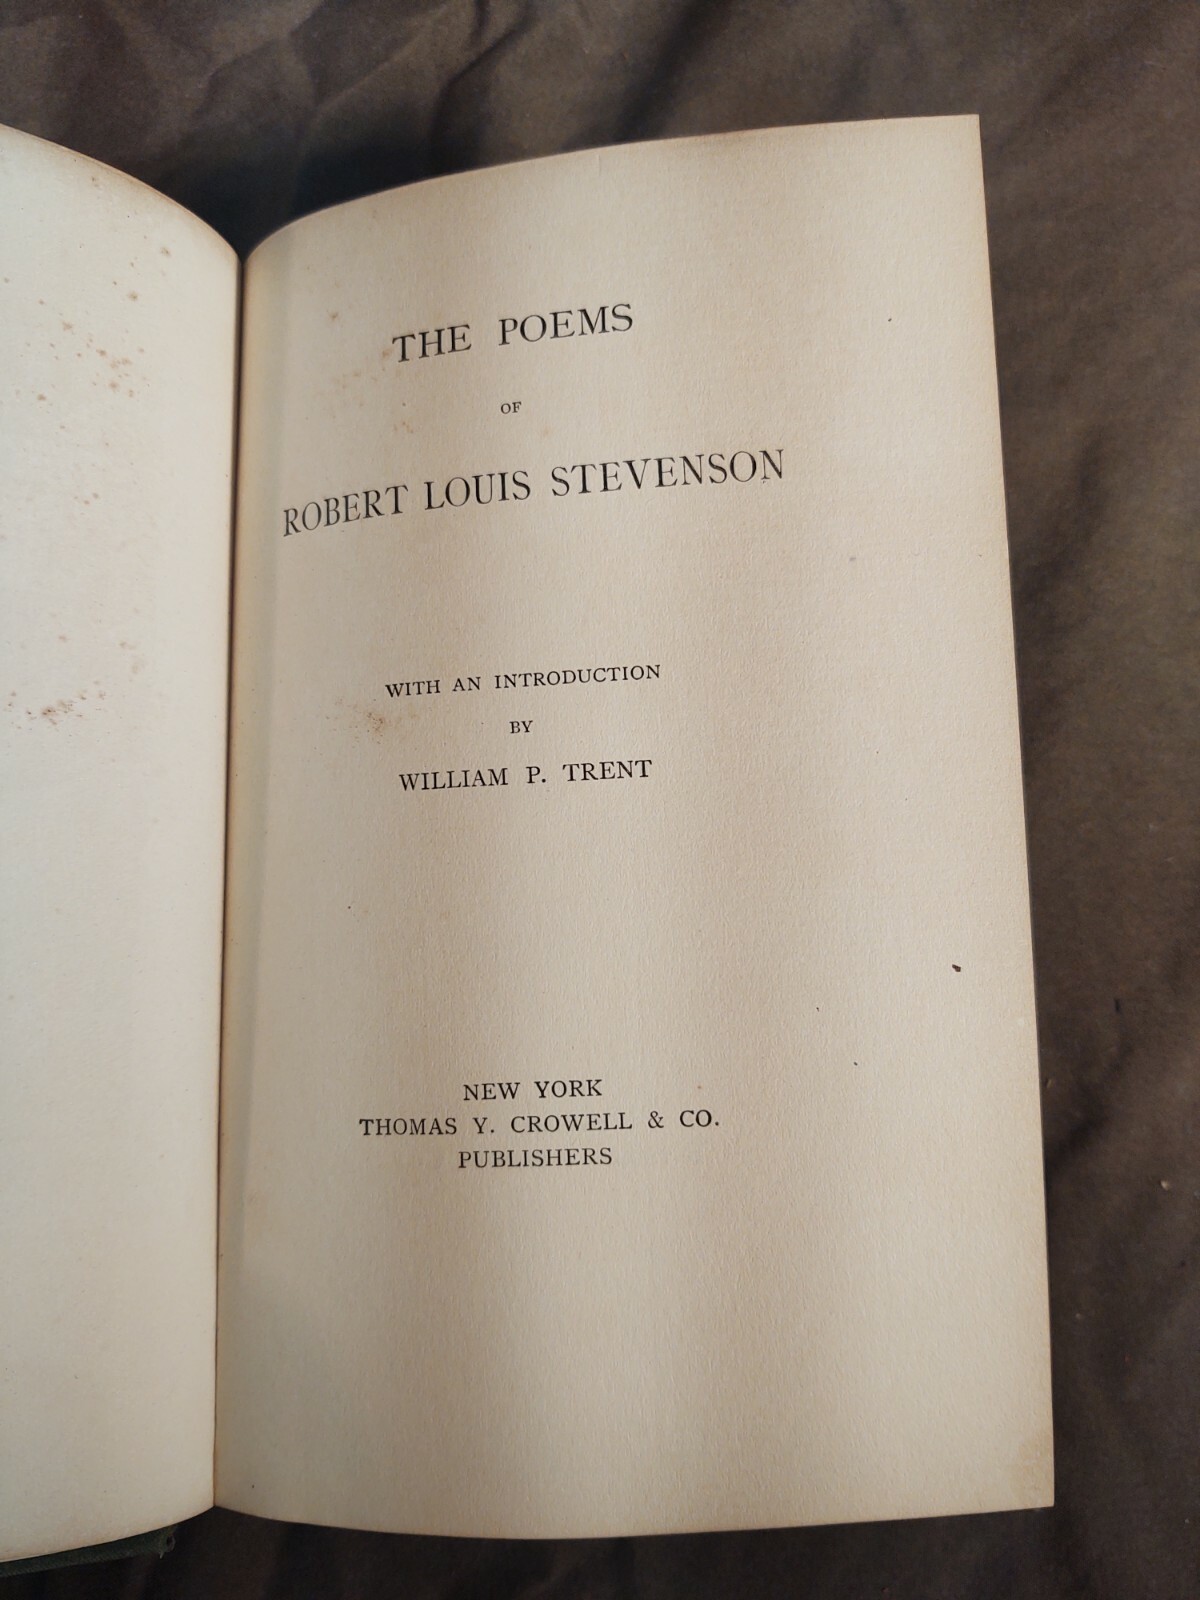 THE POEMS
OF
ROBERT LOUIS STEVENSON
WITH AN INTRODUCTION
BY
WILLIAM P. TRENT
NEW YORK
THOMAS Y. CROWELL & CO.
PUBLISHERS